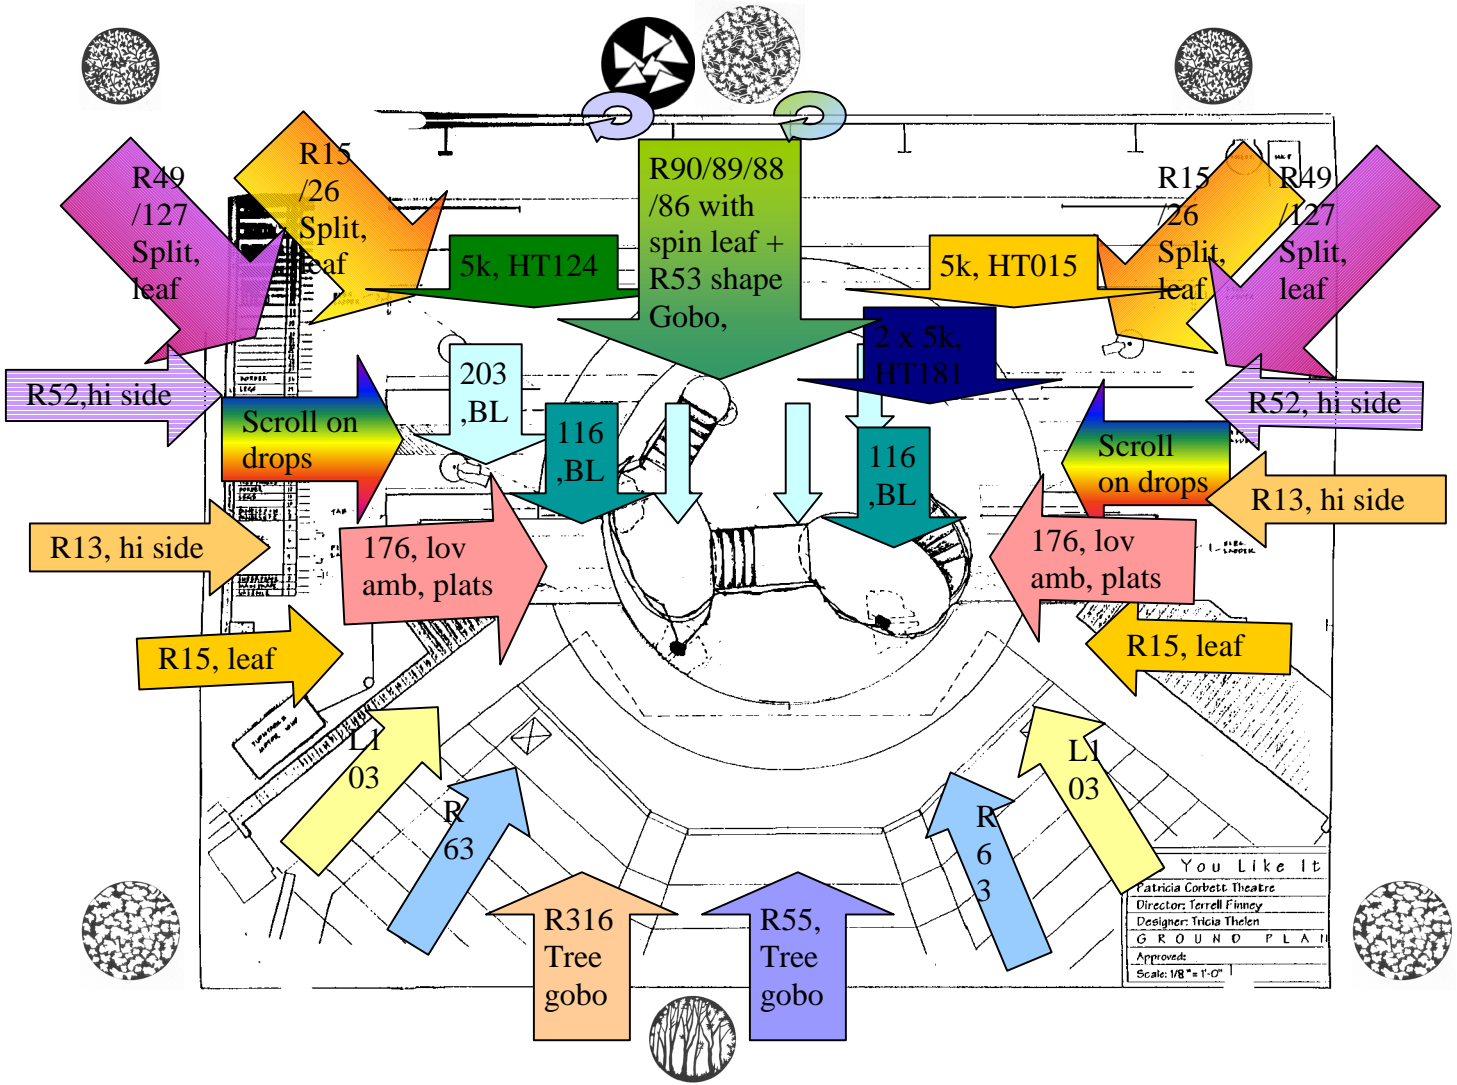 R49
/127
Split,
leaf
R15
/26
Split,
leaf
R90/89/88
/86 with
spin leaf +
R53 shape
Gobo,
R15
/26
Split,
leaf
R49
/127
Split,
leaf
5k, HT124
5k, HT015
2 x 5k,
HT181
R52,hi side
203
,BL
R52, hi side
Scroll on
drops
116
,BL
116
,BL
Scroll
on drops
R13, hi side
R13, hi side
176, lov
amb, plats
176, lov
amb, plats
R15, leaf
R15, leaf
L1
03
L1
03
R
63
R
6
3
R316
Tree
gobo
R55,
Tree
gobo
You Like It
Patricia Corbett Theatre
Director: Terrell Finney
Designer: Tricia Thelen
GROUND PLAN
Approved:
Scale: 1/8" = 1'-0"